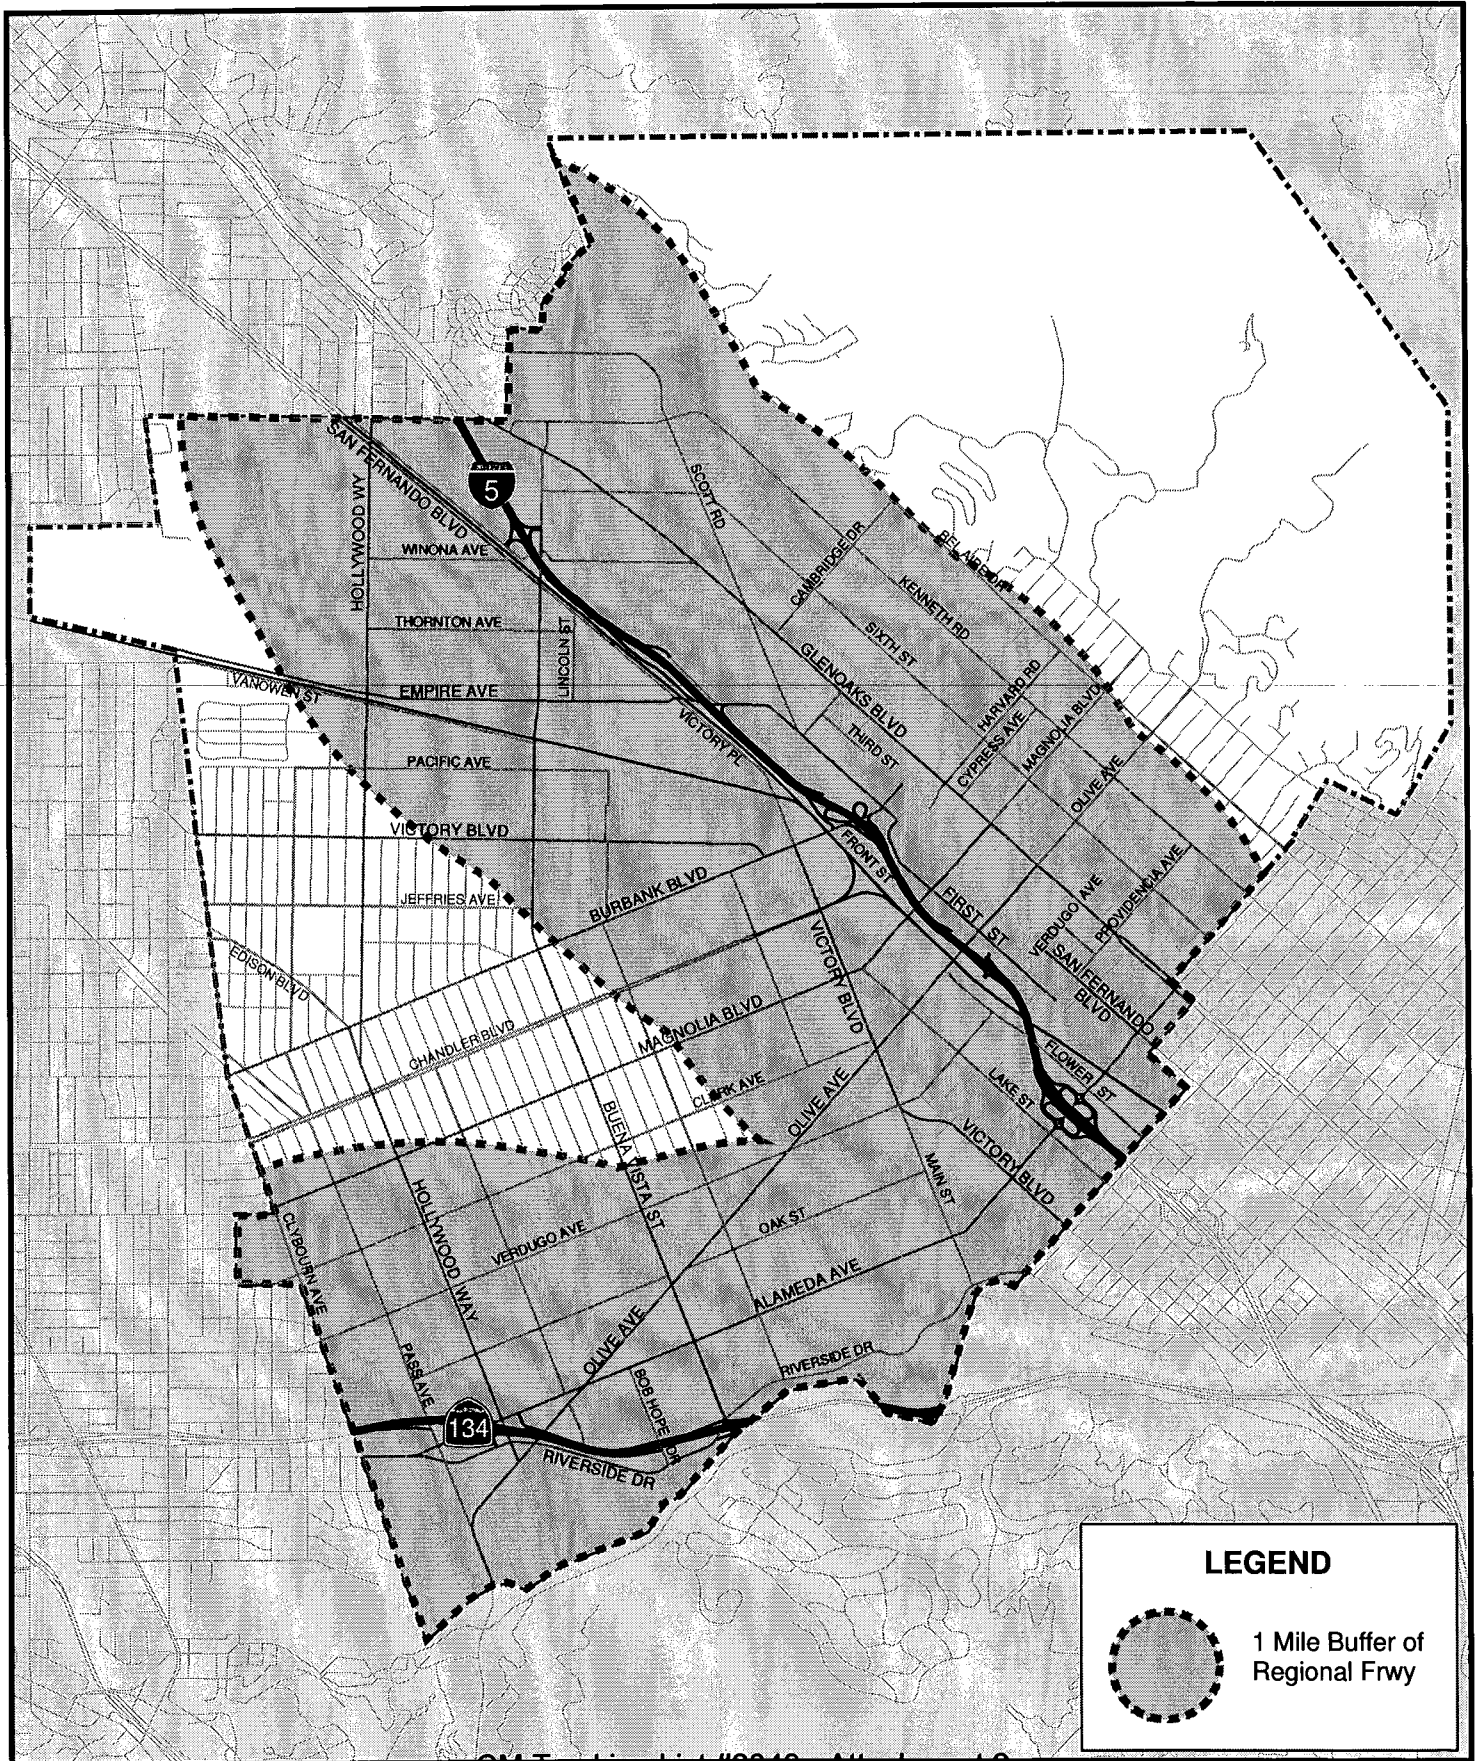 SAN FERNANDO BLVD
HOLLYWOOD WY
5
SCOTT RD
WINONA AVE
CAMBRIDGE DR
BEL AIRE DR
KENNETH RD
THORNTON AVE
LINCOLN ST
SIXTH ST
GLENOAKS BLVD
HARVARD RD
VANOWEN ST
EMPIRE AVE
VICTORY PL
THIRD ST
CYPRESS AVE
MAGNOLIA BLVD
PACIFIC AVE
OLIVE AVE
VICTORY BLVD
FRONT ST
JEFFRIES AVE
BURBANK BLVD
FIRST ST
VERDUGO AVE
PROVIDENCIA AVE
EDISON BLVD
VICTORY BLVD
SAN FERNANDO
BLVD
CHANDLER BLVD
MAGNOLIA BLVD
FLOWER ST
CLARK AVE
LAKE ST
OLIVE AVE
BUENA VISTA ST
VICTORY BLVD
MAIN ST
CLYBOURN AVE
HOLLYWOOD WAY
VERDUGO AVE
OAK ST
ALAMEDA AVE
OLIVE AVE
PASS AVE
RIVERSIDE DR
BOB HOPE DR
134
RIVERSIDE DR
LEGEND
1 Mile Buffer of
Regional Frwy